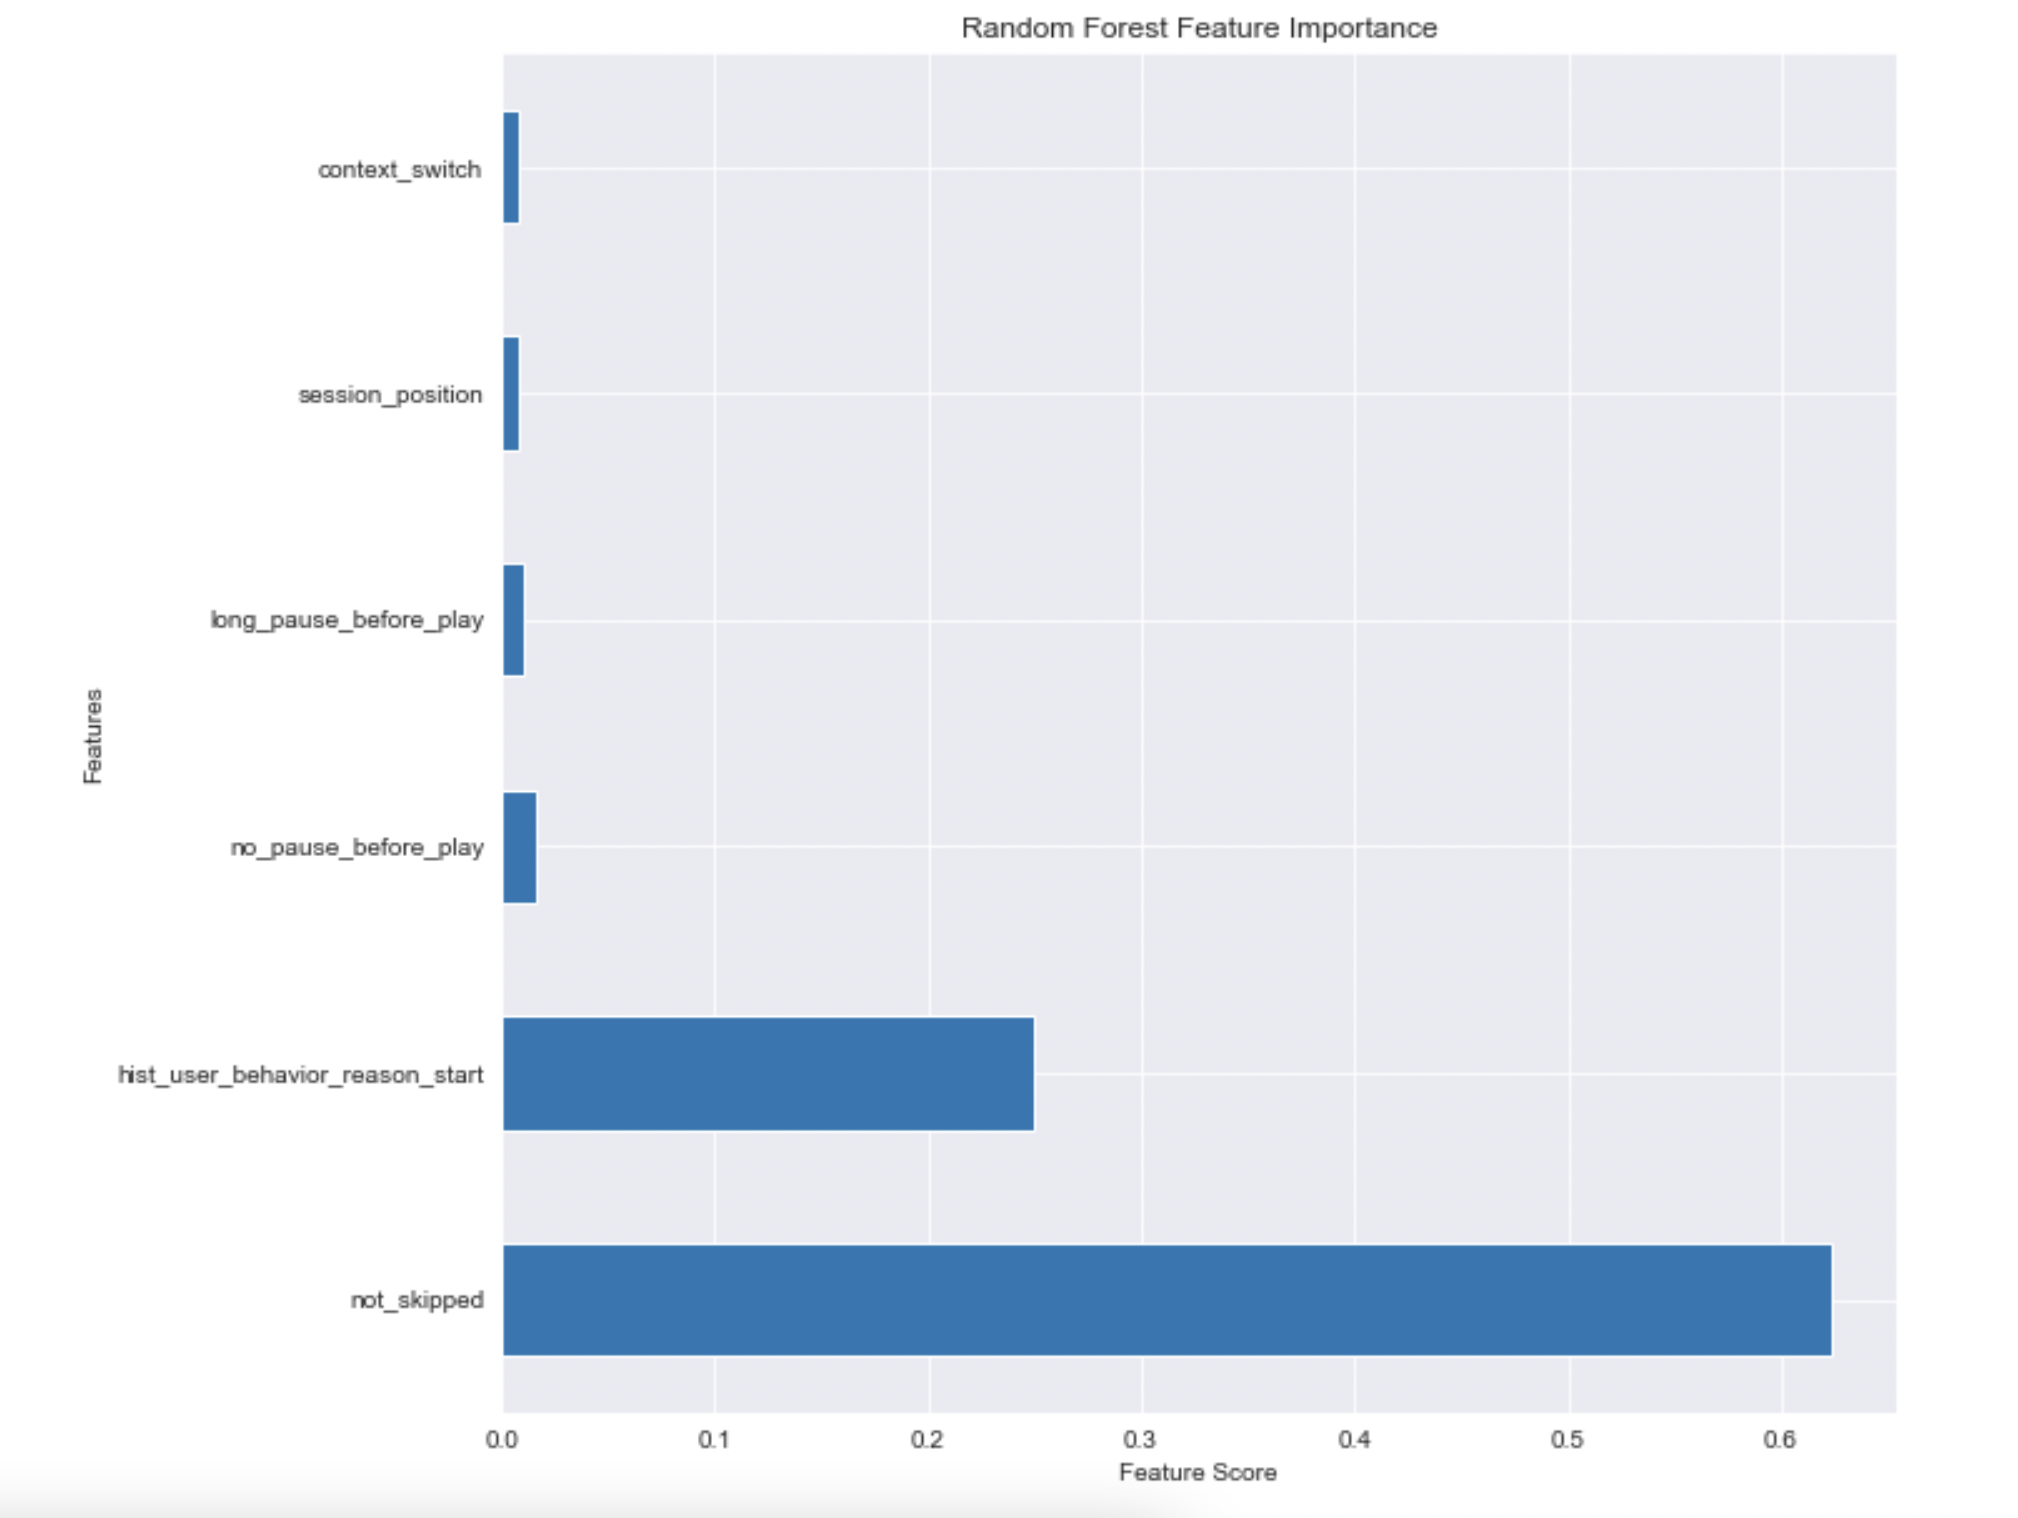 Random Forest Feature Importance
context_switch
session_position
long_pause_before_play
Features
no_pause_before_play
hist_user_behavior_reason_start
not_skipped
0.0 0.1 0.2 0.3 0.4 0.5 0.6
Feature Score